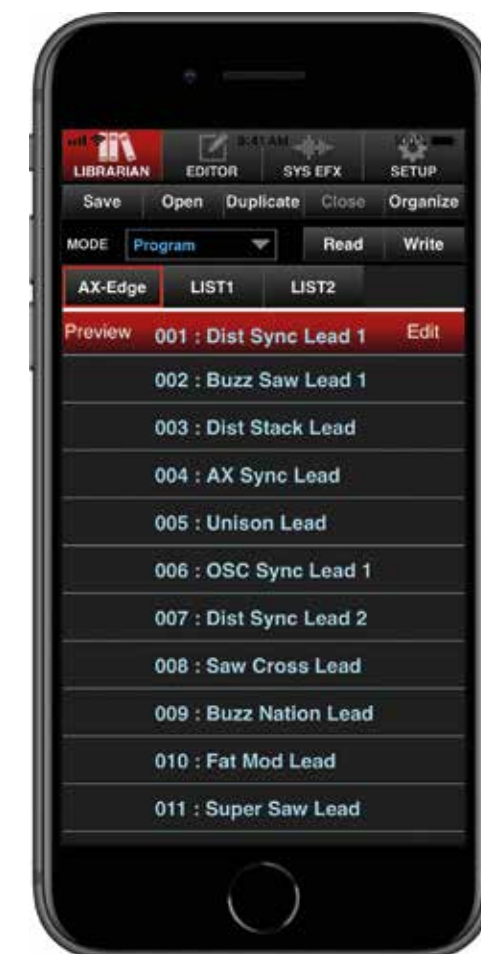 9:41 AM 100%
LIBRARIAN EDITOR SYS EFX SETUP
Save Open Duplicate Close Organize
MODE Program Read Write
AX-Edge LIST1 LIST2
Preview 001 : Dist Sync Lead 1 Edit
002 : Buzz Saw Lead 1
003 : Dist Stack Lead
004 : AX Sync Lead
005 : Unison Lead
006 : OSC Sync Lead 1
007 : Dist Sync Lead 2
008 : Saw Cross Lead
009 : Buzz Nation Lead
010 : Fat Mod Lead
011 : Super Saw Lead